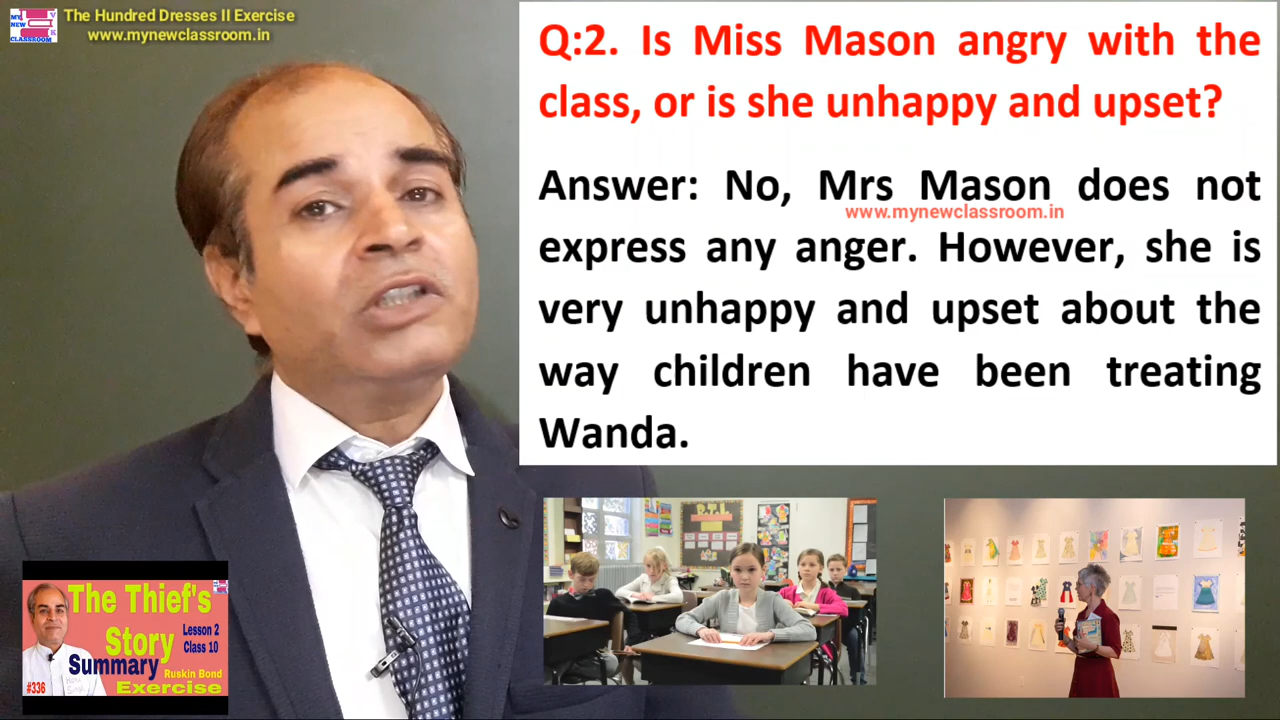 MY NEW CLASSROOM
V K
The Hundred Dresses II Exercise
www.mynewclassroom.in
Q:2. Is Miss Mason angry with the
class, or is she unhappy and upset?
Answer: No, Mrs Mason does not
www.mynewclassroom.in
express any anger. However, she is
very unhappy and upset about the
way children have been treating
Wanda.
The Thief's
Story
Lesson 2
Class 10
Summary
Ruskin Bond
#336
Exercise